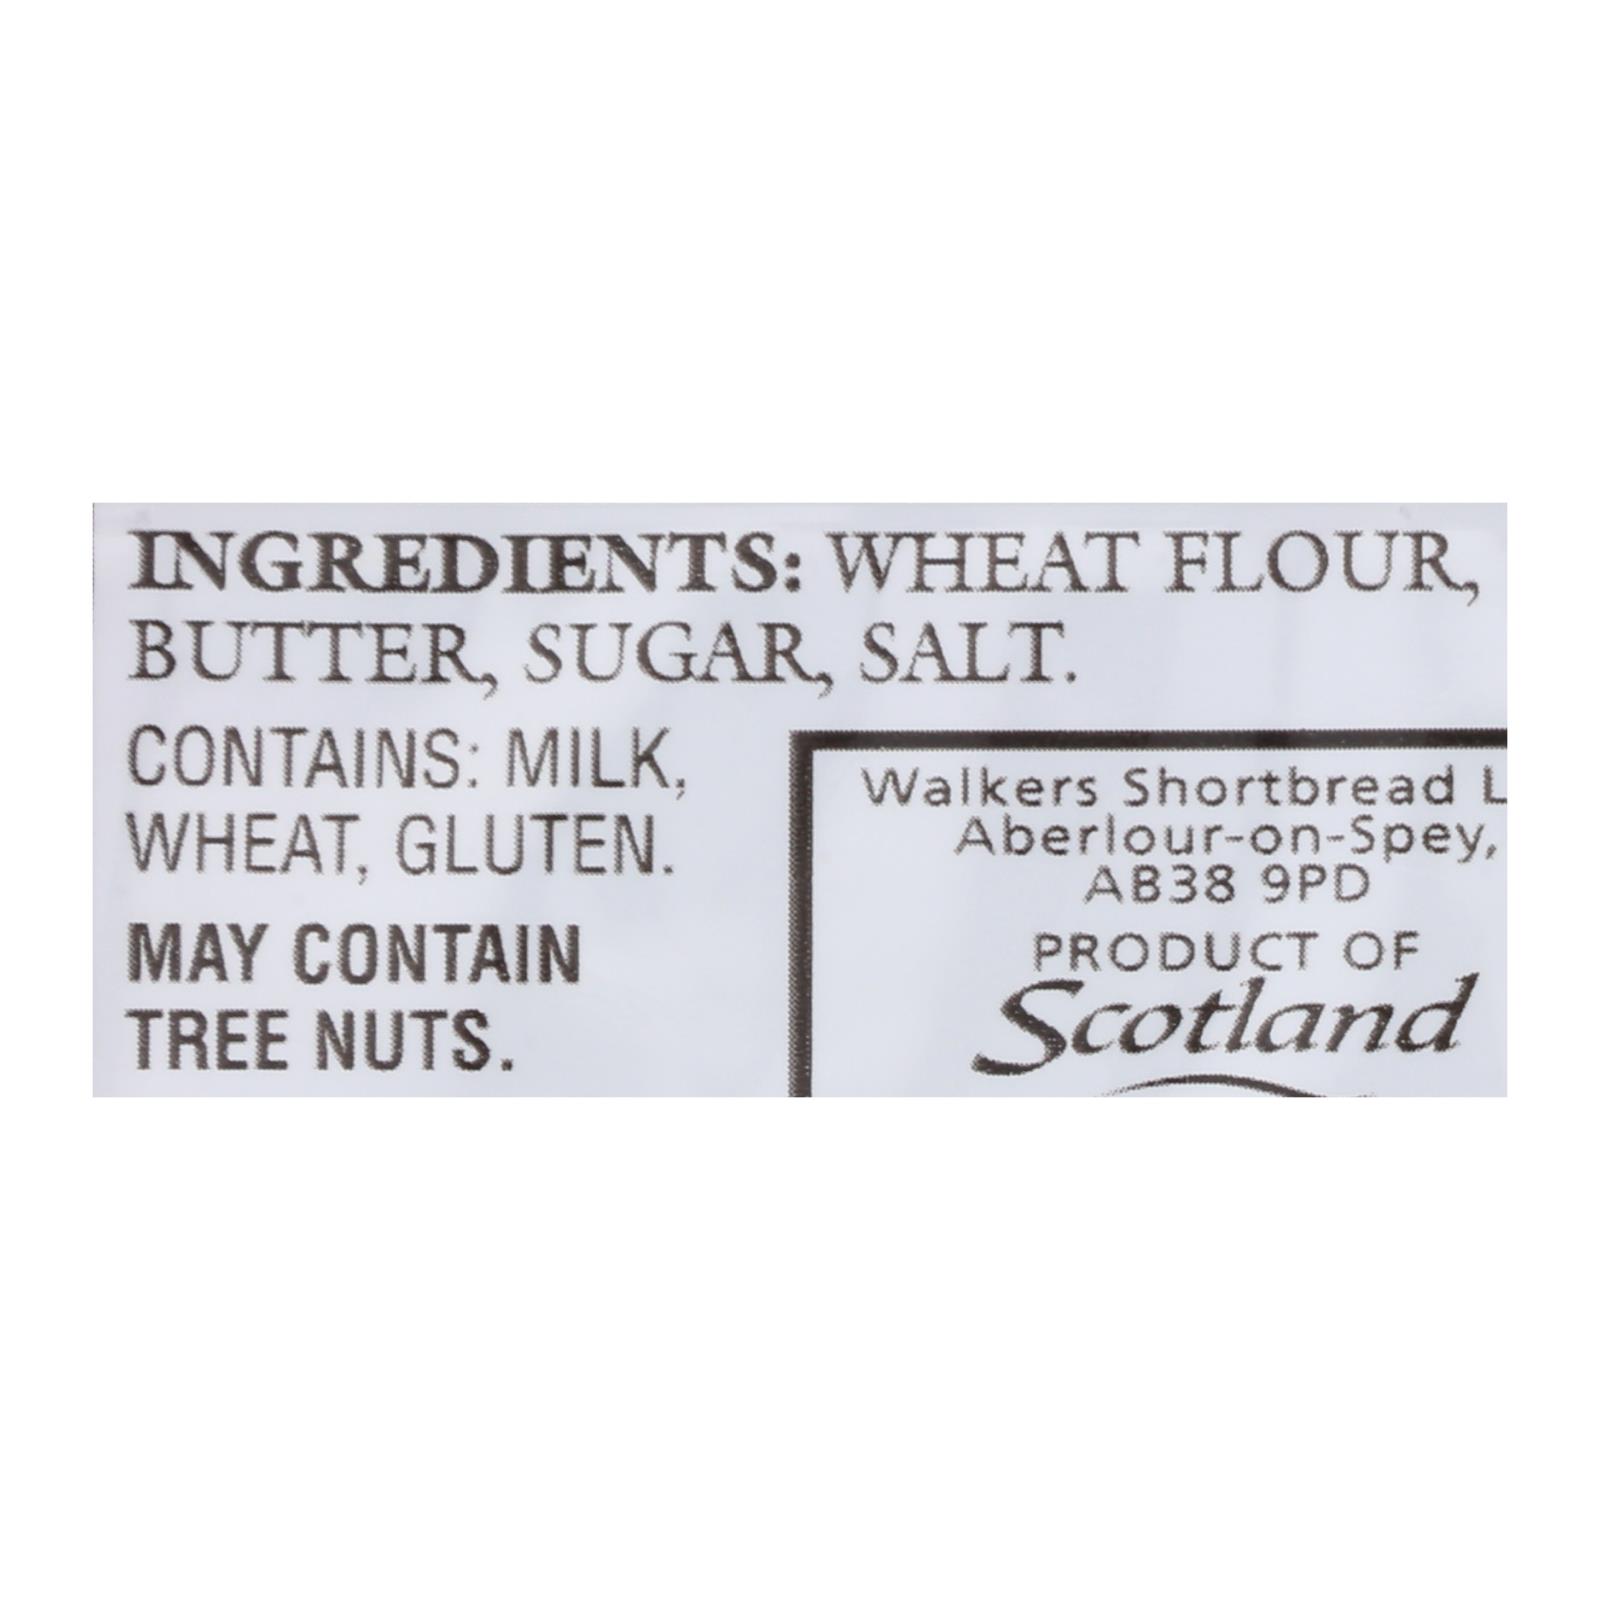 INGREDIENTS: WHEAT FLOUR,
BUTTER, SUGAR, SALT.
CONTAINS: MILK,
WHEAT, GLUTEN.
MAY CONTAIN
TREE NUTS.
Walkers Shortbread L
Aberlour-on-Spey,
AB38 9PD
PRODUCT OF
Scotland